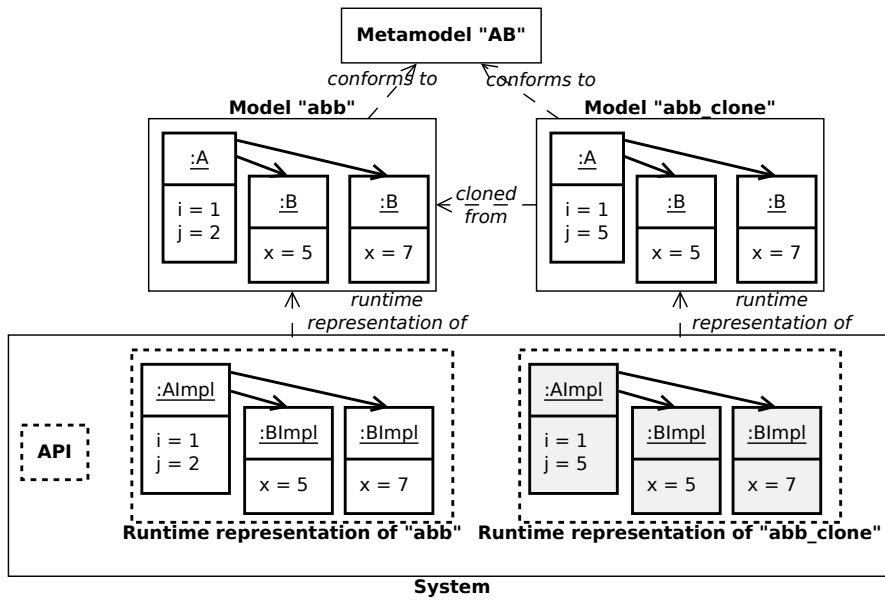 Metamodel "AB"
conforms to
conforms to
Model "abb"
Model "abb_clone"
:A
i = 1
j = 2
:B
x = 5
:B
x = 7
cloned
from
:A
i = 1
j = 5
:B
x = 5
:B
x = 7
runtime
representation of
runtime
representation of
API
:AImpl
i = 1
j = 2
:BImpl
x = 5
:BImpl
x = 7
Runtime representation of "abb"
:AImpl
i = 1
j = 5
:BImpl
x = 5
:BImpl
x = 7
Runtime representation of "abb_clone"
System